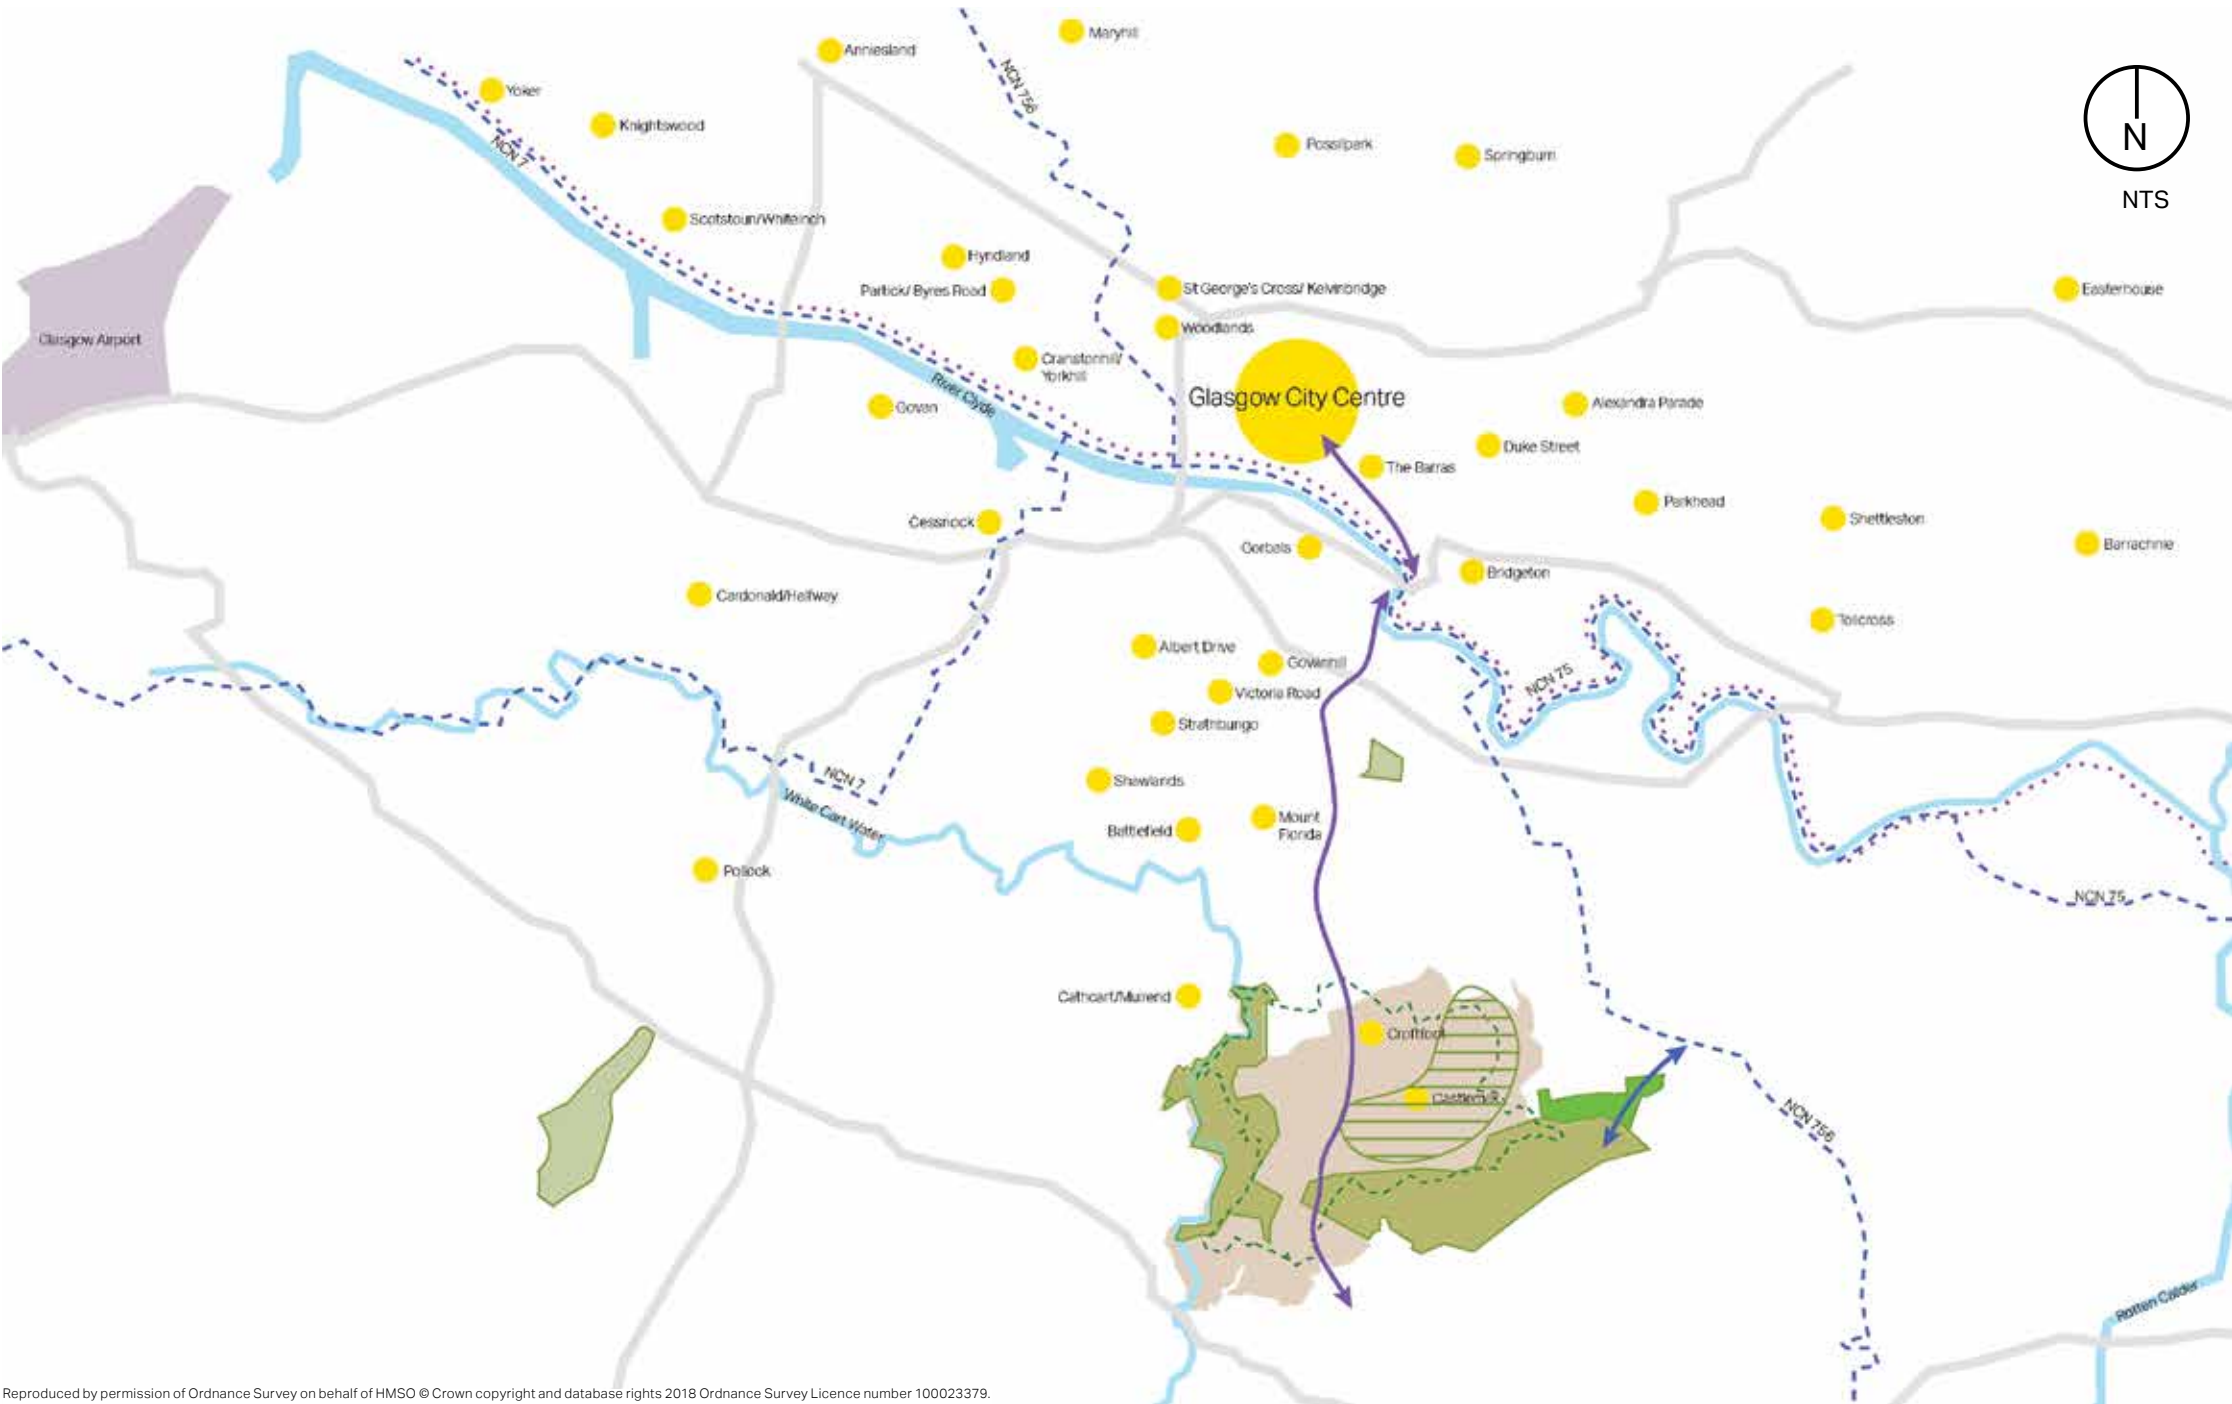 Maryhill
Anniesland
NCN 756
Yoker
Knightswood
N
NTS
NCN 7
Possilpark
Springburn
Scotstoun/Whiteinch
Hyndland
Partick/ Byres Road
St George's Cross/ Kelvinbridge
Easterhouse
Woodlands
Glasgow Airport
Cranstonhill/
Yorkhill
River Clyde
Glasgow City Centre
Govan
Alexandra Parade
Duke Street
The Barras
Parkhead
Cessnock
Shettleston
Gorbals
Barrachnie
Bridgeton
Cardonald/Halfway
Tollcross
Albert Drive
Govanhill
NCN 75
Victoria Road
Strathbungo
NCN 7
Shawlands
White Cart Water
Battlefield
Mount
Florida
Pollock
NCN 75
Cathcart/Muirend
Croftfoot
Castlemilk
NCN 756
Rotten Calder
Reproduced by permission of Ordnance Survey on behalf of HMSO © Crown copyright and database rights 2018 Ordnance Survey Licence number 100023379.